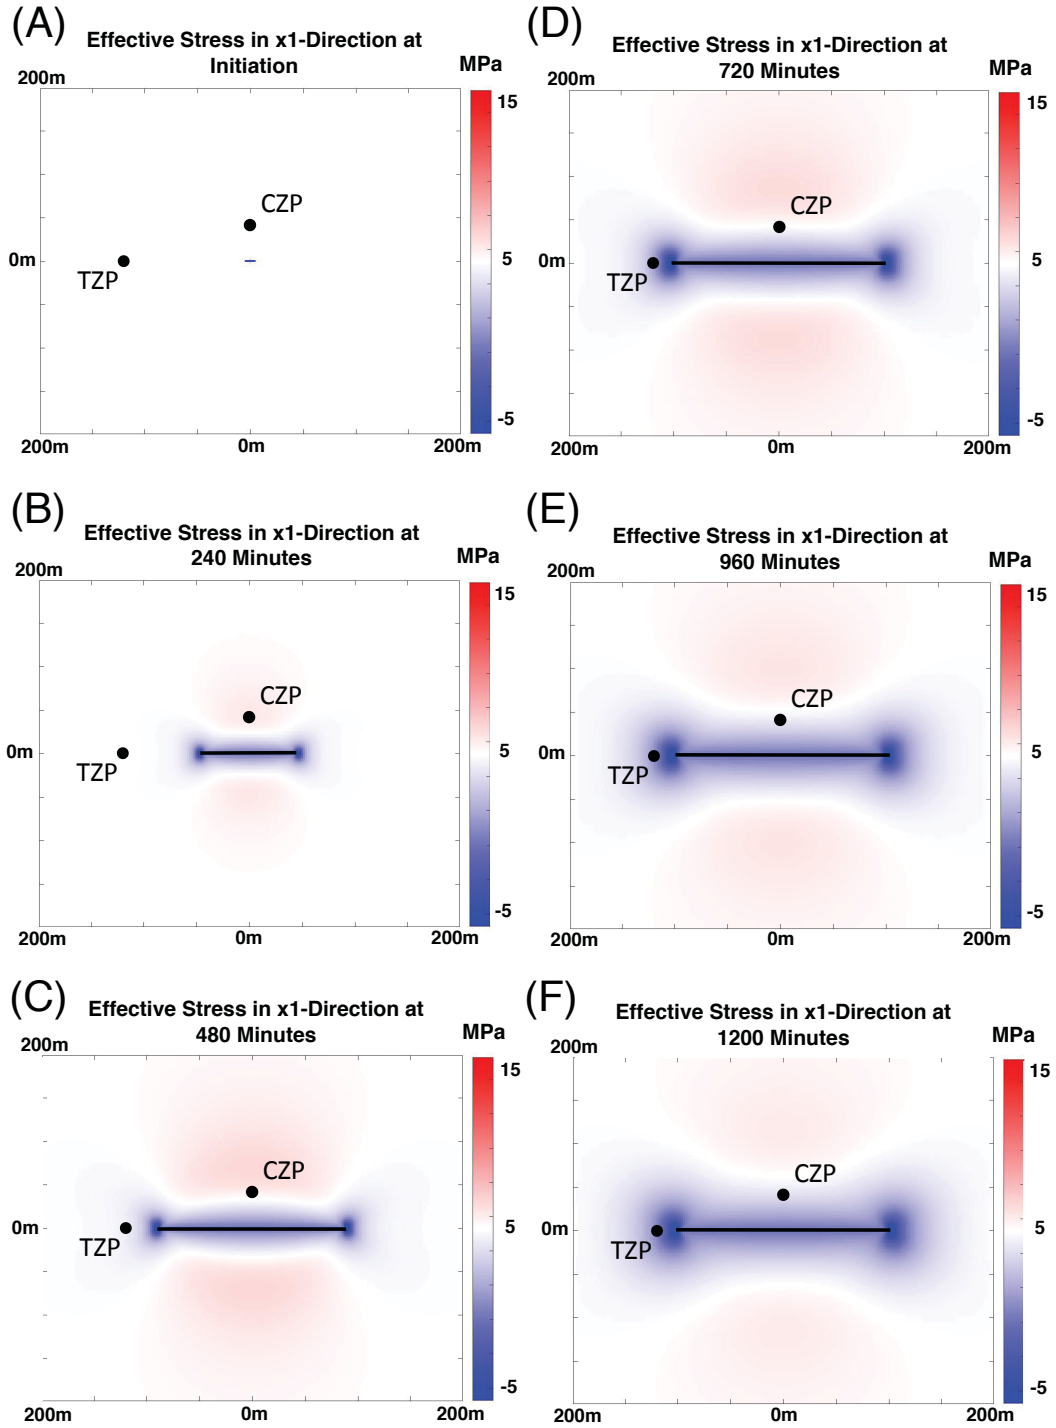 (A)
Effective Stress in x1-Direction at
Initiation
MPa
200m
15
CZP
0m
5
TZP
-5
200m
0m
200m
(B)
Effective Stress in x1-Direction at
240 Minutes
MPa
200m
15
CZP
0m
5
TZP
-5
200m
0m
200m
(C)
Effective Stress in x1-Direction at
480 Minutes
MPa
200m
15
CZP
0m
5
TZP
-5
200m
0m
200m
(D)
Effective Stress in x1-Direction at
720 Minutes
MPa
200m
15
CZP
0m
5
TZP
-5
200m
0m
200m
(E)
Effective Stress in x1-Direction at
960 Minutes
MPa
200m
15
CZP
0m
5
TZP
-5
200m
0m
200m
(F)
Effective Stress in x1-Direction at
1200 Minutes
MPa
200m
15
CZP
0m
5
TZP
-5
200m
0m
200m